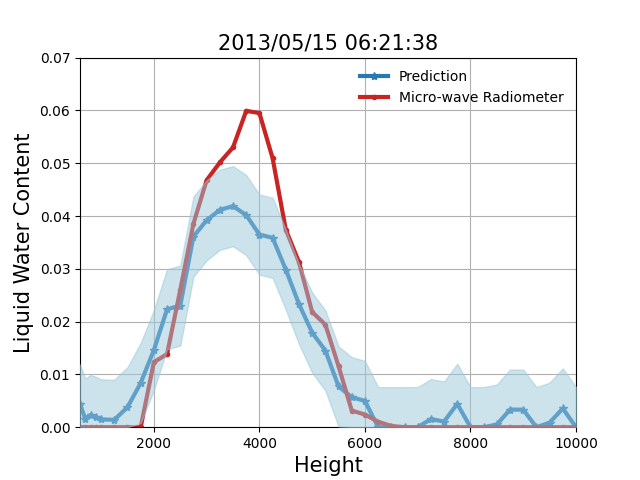 2013/05/15 06:21:38
Prediction
Micro-wave Radiometer
Liquid Water Content
0.07
0.06
0.05
0.04
0.03
0.02
0.01
0.00
2000 4000 6000 8000 10000
Height